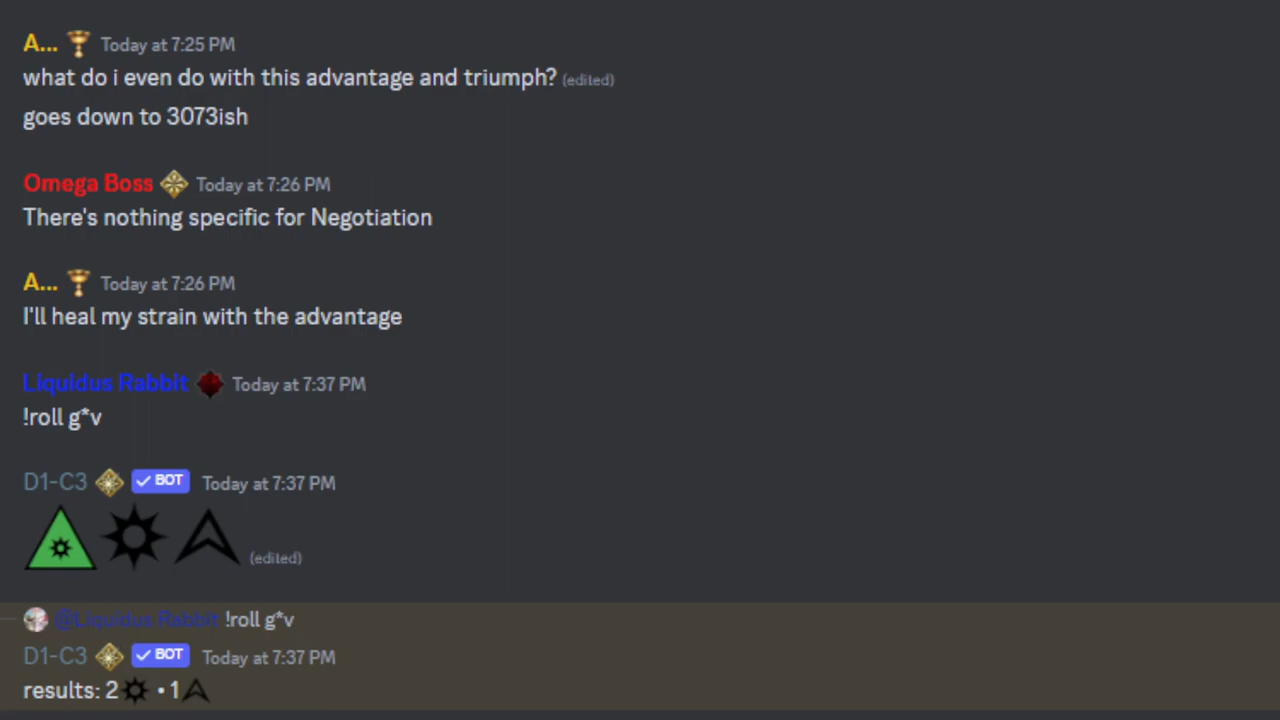 A... Today at 7:25 PM
what do i even do with this advantage and triumph? (edited)
goes down to 3073ish
Omega Boss Today at 7:26 PM
There's nothing specific for Negotiation
A... Today at 7:26 PM
I'll heal my strain with the advantage
Liquidus Rabbit Today at 7:37 PM
!roll g*v
D1-C3 BOT Today at 7:37 PM
(edited)
@Liquidus Rabbit !roll g*v
D1-C3 BOT Today at 7:37 PM
results: 2 • 1